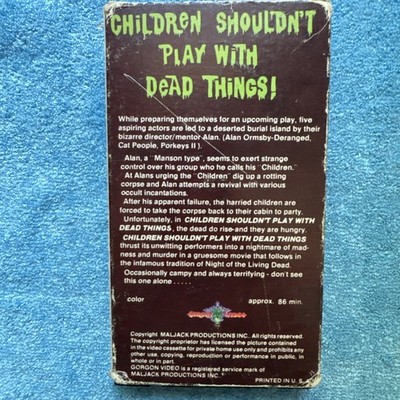 CHILDREN SHOULDN'T
PLAY WITH
DEAD THINGS!
While preparing themselves for an upcoming play, five
aspiring actors are led to a deserted burial island by their
bizarre director/mentor Alan. (Alan Ormsby-Deranged,
Cat People, Porkeys II).
Alan, a "Manson type", seems to exert strange
control over his group who he calls his "Children."
At Alans urging the "Children" dig up a rotting
corpse and Alan attempts a revival with various
occult incantations.
After his apparent failure, the harried children are
forced to take the corpse back to their cabin to party.
Unfortunately, in CHILDREN SHOULDN'T PLAY WITH
DEAD THINGS, the dead do rise-and they are hungry.
CHILDREN SHOULDN'T PLAY WITH DEAD THINGS
thrust its unwitting performers into a nightmare of mad-
ness and murder in a gruesome movie that follows in
the infamous tradition of Night of the Living Dead.
Occasionally campy and always terrifying - don't see
this one alone . . . . .
color approx. 86 min.
Copyright MALJACK PRODUCTIONS INC. All rights reserved.
The copyright proprietor has licensed the picture contained
in the video cassette for private home use only and prohibits any
other use, copying, reproduction or performance in public, in
whole or in part.
GORGON VIDEO is a registered service mark of
MALJACK PRODUCTIONS INC.
PRINTED IN U.S.